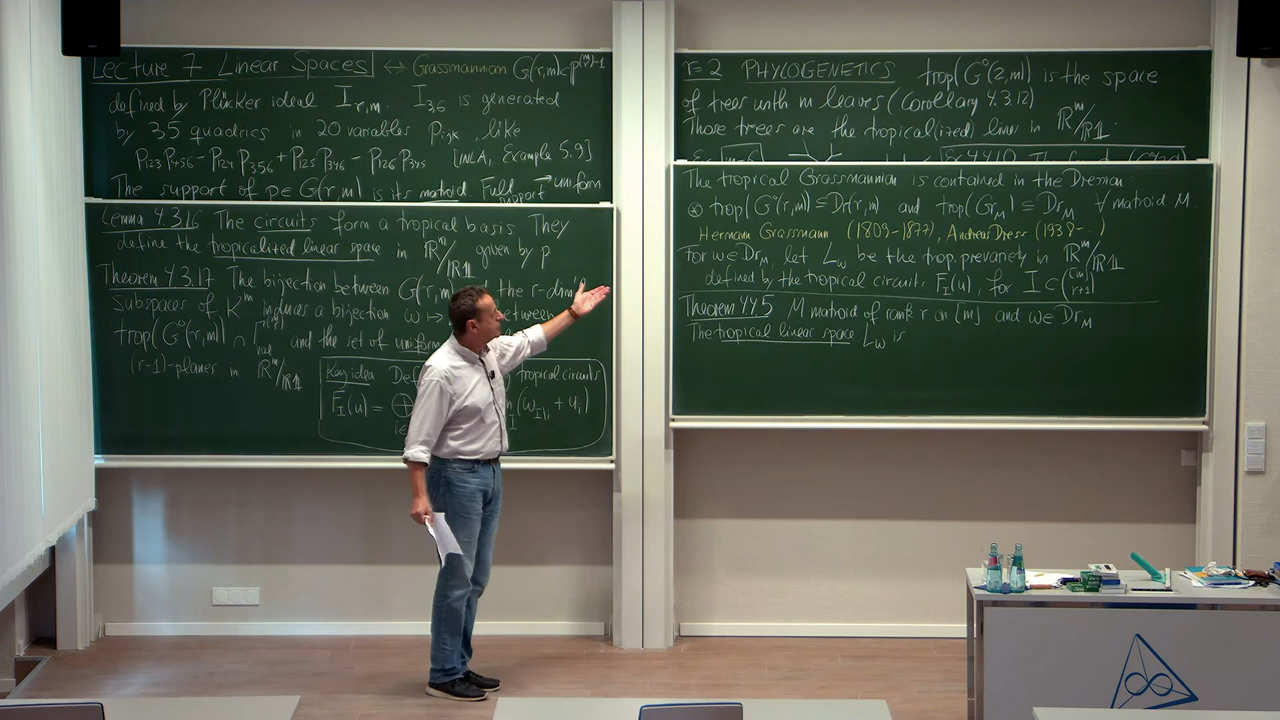 Lecture 7 Linear Spaces ↔ Grassmannian G(r,m) ⊂ P^(m r)-1
defined by Plücker ideal I_r,m. I_36 is generated
by 35 quadrics in 20 variables P_ijk, like
P123 P456 - P124 P356 + P125 P346 - P126 P345 [INLA, Example 5.9]
The support of p∈G(r,m) is its matroid Full support → uniform
Lemma 4.3.16 The circuits form a tropical basis. They
define the tropicalized linear space in R^m/R1 given by p
Theorem 4.3.17 The bijection between G(r,m) the r-dim'l
Subspaces of K^m induces a bijection ω ↦ between
trop(G°(r,m)) ∩ and the set of uniform
(r-1)-planes in R^m/R1
Key idea tropical circuits
F_I(u) = ⊕ (ω_I\i + u_i)
r=2 PHYLOGENETICS trop(G°(2,m)) is the space
of trees with m leaves (Corollary 4.3.12)
Those trees are the tropical(ized) lines in R^m/R1
m=6
The tropical Grassmannian is contained in the Dressian
⊛ trop(G°(r,m)) ⊆ Dr(r,m) and trop(Gr_M) ⊆ Dr_M ∀ matroid M.
Hermann Grassmann (1809-1877), Andreas Dress (1938-...)
For w∈Dr_M, let L_w be the trop. prevariety in R^m/R1
defined by the tropical circuits F_I(u), for I ⊂ ([m] r+1)
Theorem 4.4.5 M matroid of rank r on [m] and w∈Dr_M
The tropical linear space L_w is